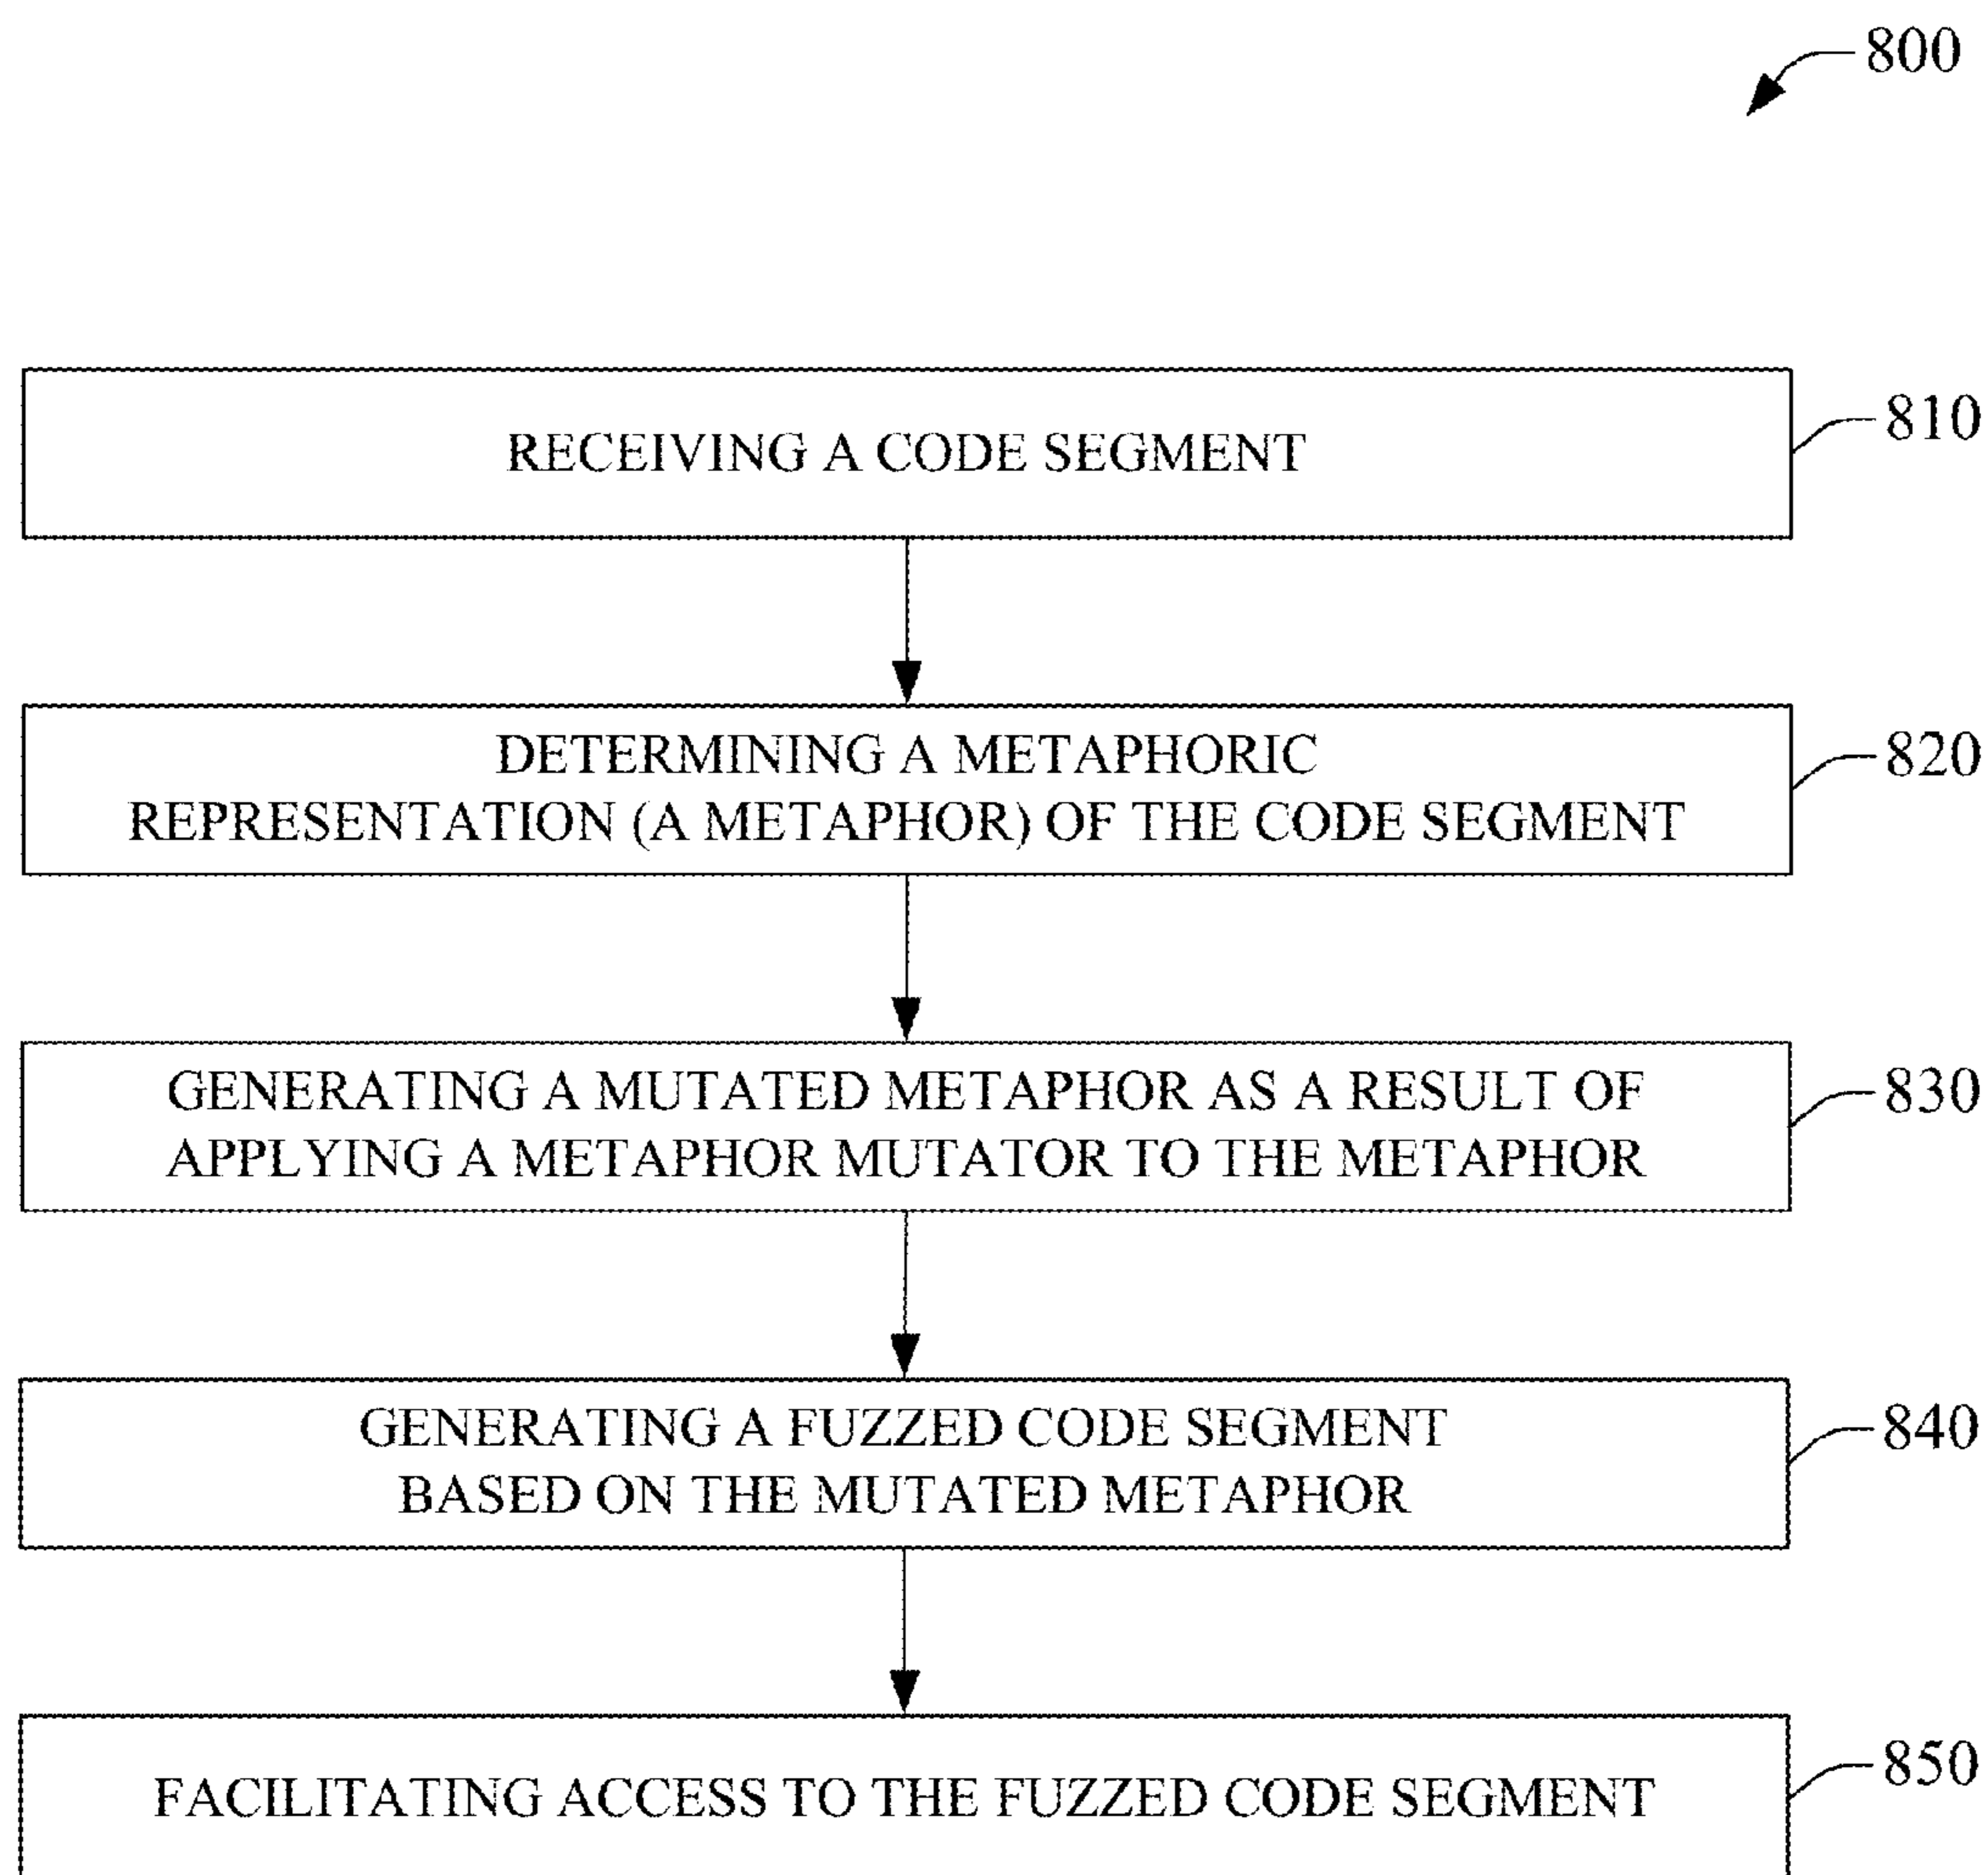 800
RECEIVING A CODE SEGMENT
810
DETERMINING A METAPHORIC
REPRESENTATION (A METAPHOR) OF THE CODE SEGMENT
820
GENERATING A MUTATED METAPHOR AS A RESULT OF
APPLYING A METAPHOR MUTATOR TO THE METAPHOR
830
GENERATING A FUZZED CODE SEGMENT
BASED ON THE MUTATED METAPHOR
840
FACILITATING ACCESS TO THE FUZZED CODE SEGMENT
850